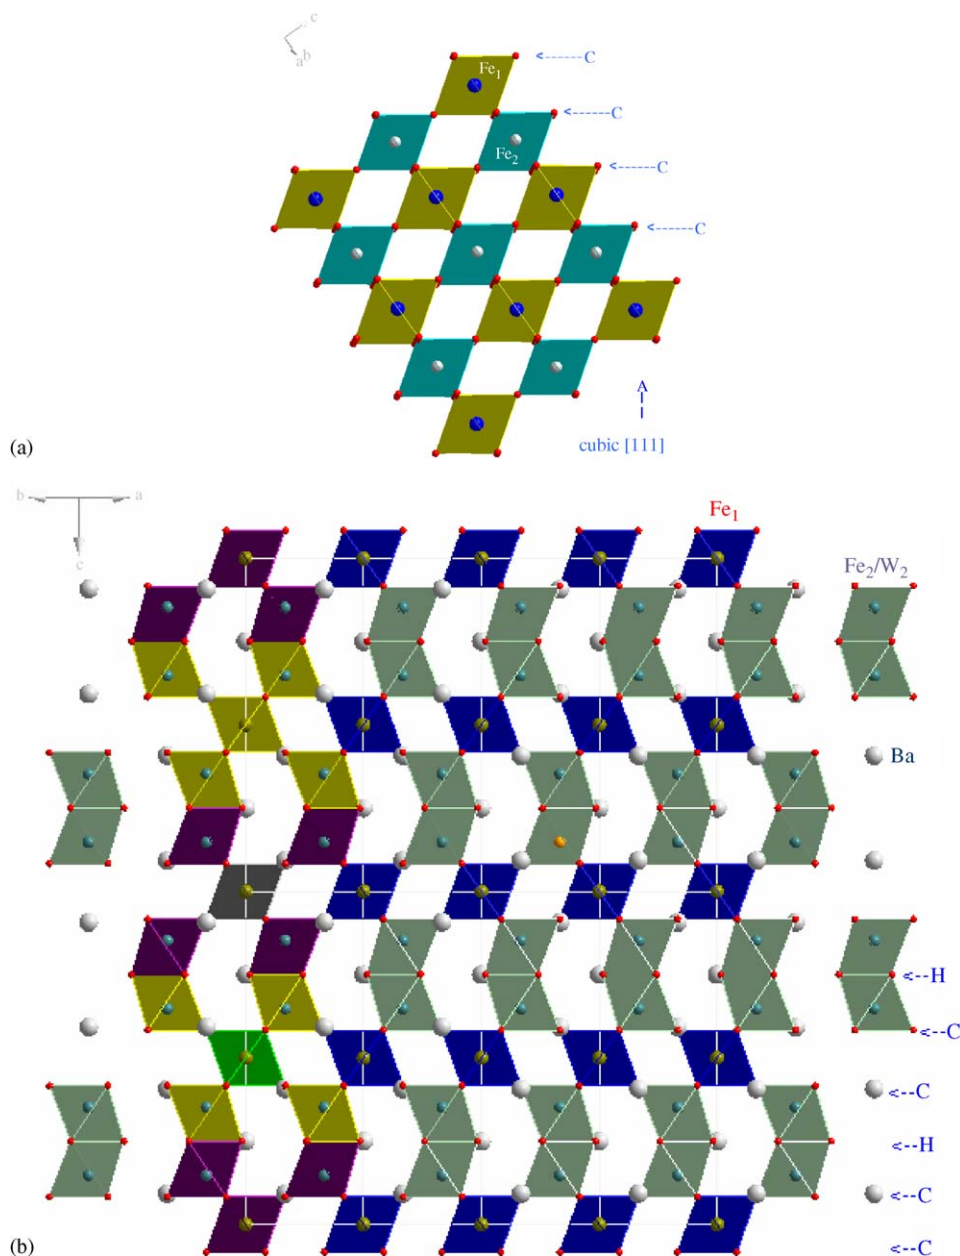 c
a b
Fe1
<------C
<------C
Fe2
<------C
<------C
A
cubic [111]
(a)
b a
c
Fe1
Fe2/W2
Ba
<--H
<--C
<--C
<--H
<--C
<--C
(b)